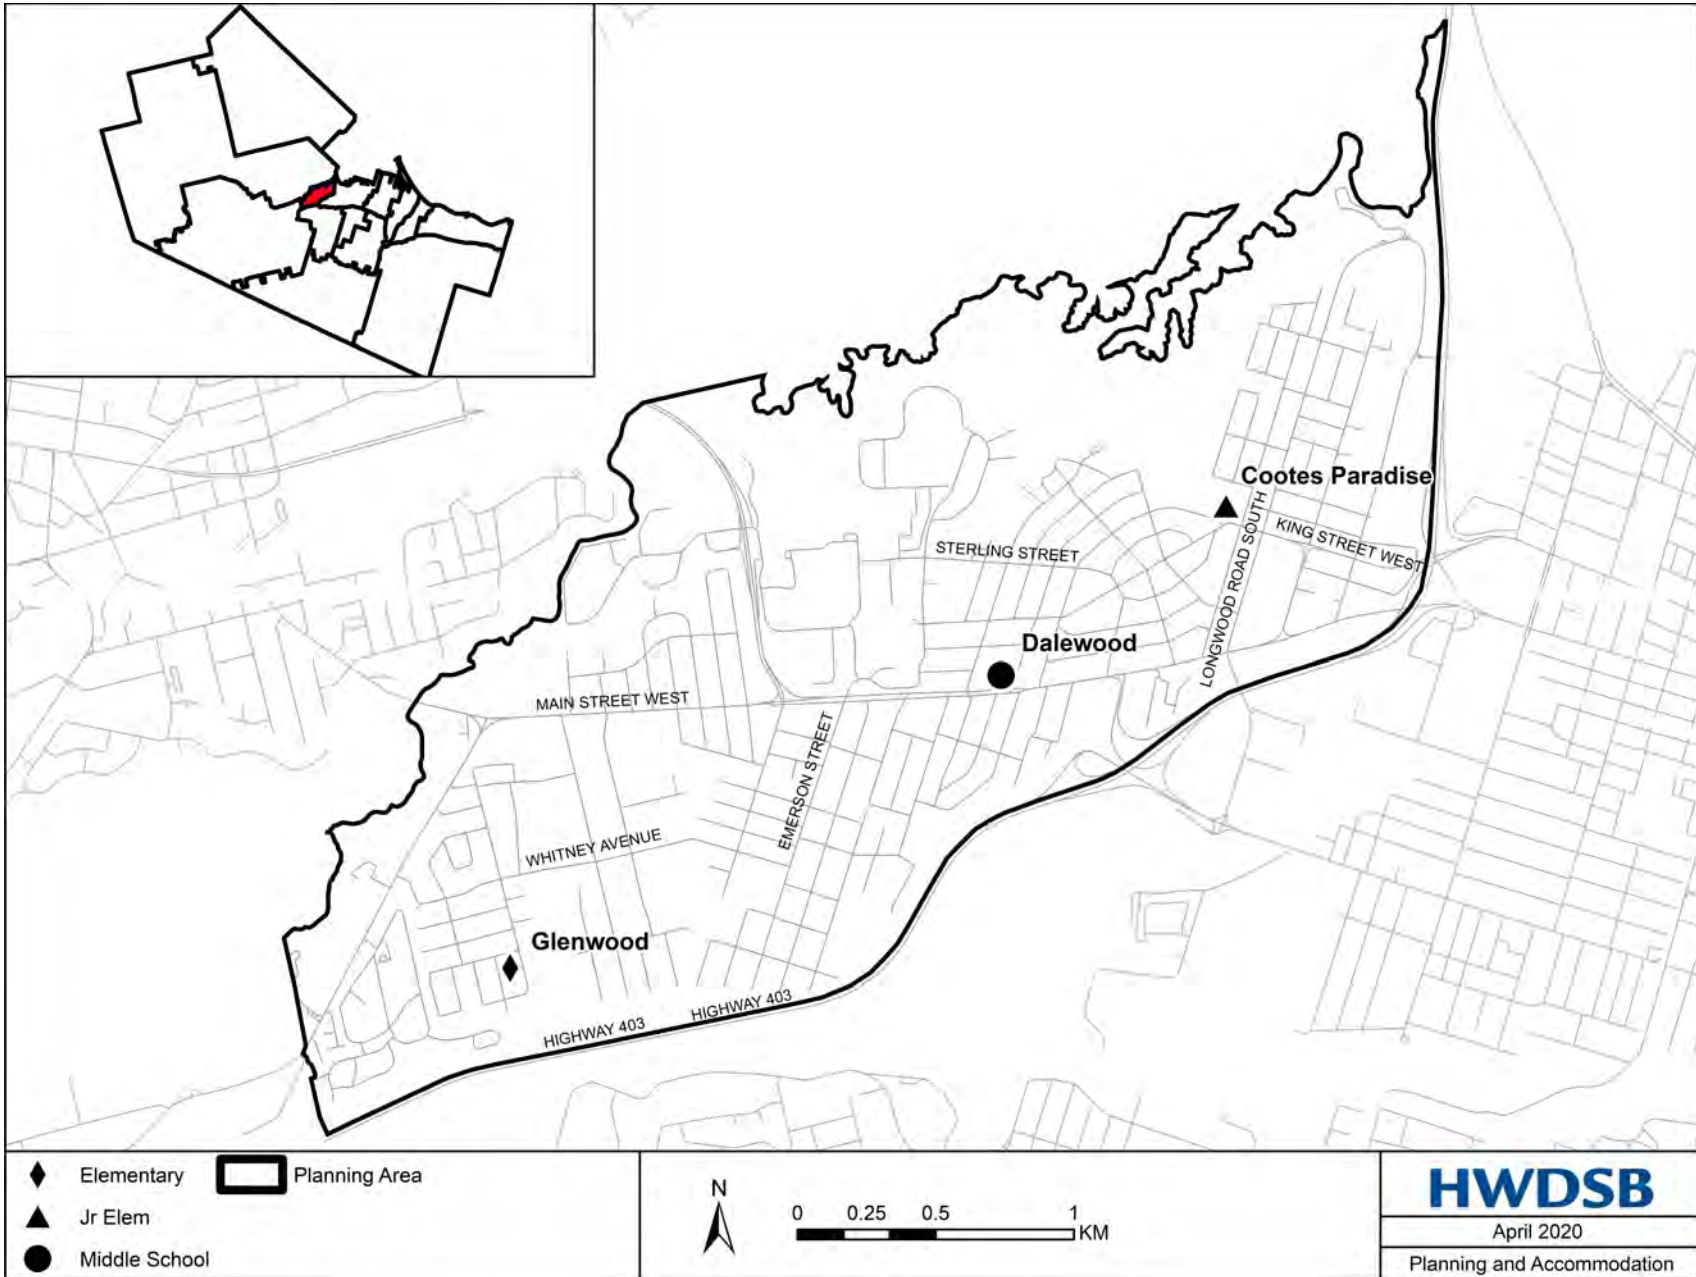 Cootes Paradise
KING STREET WEST
LONGWOOD ROAD SOUTH
STERLING STREET
Dalewood
MAIN STREET WEST
EMERSON STREET
WHITNEY AVENUE
Glenwood
HIGHWAY 403
HIGHWAY 403
Elementary
Planning Area
Jr Elem
Middle School
N
0 0.25 0.5 1
KM
HWDSB
April 2020
Planning and Accommodation